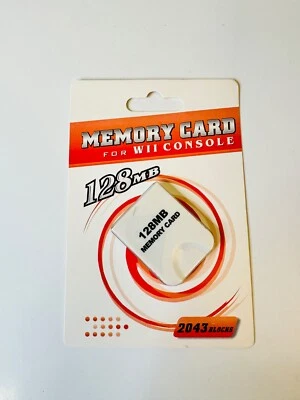 MEMORY CARD
FOR WII CONSOLE
128MB
128MB
MEMORY CARD
2043 BLOCKS